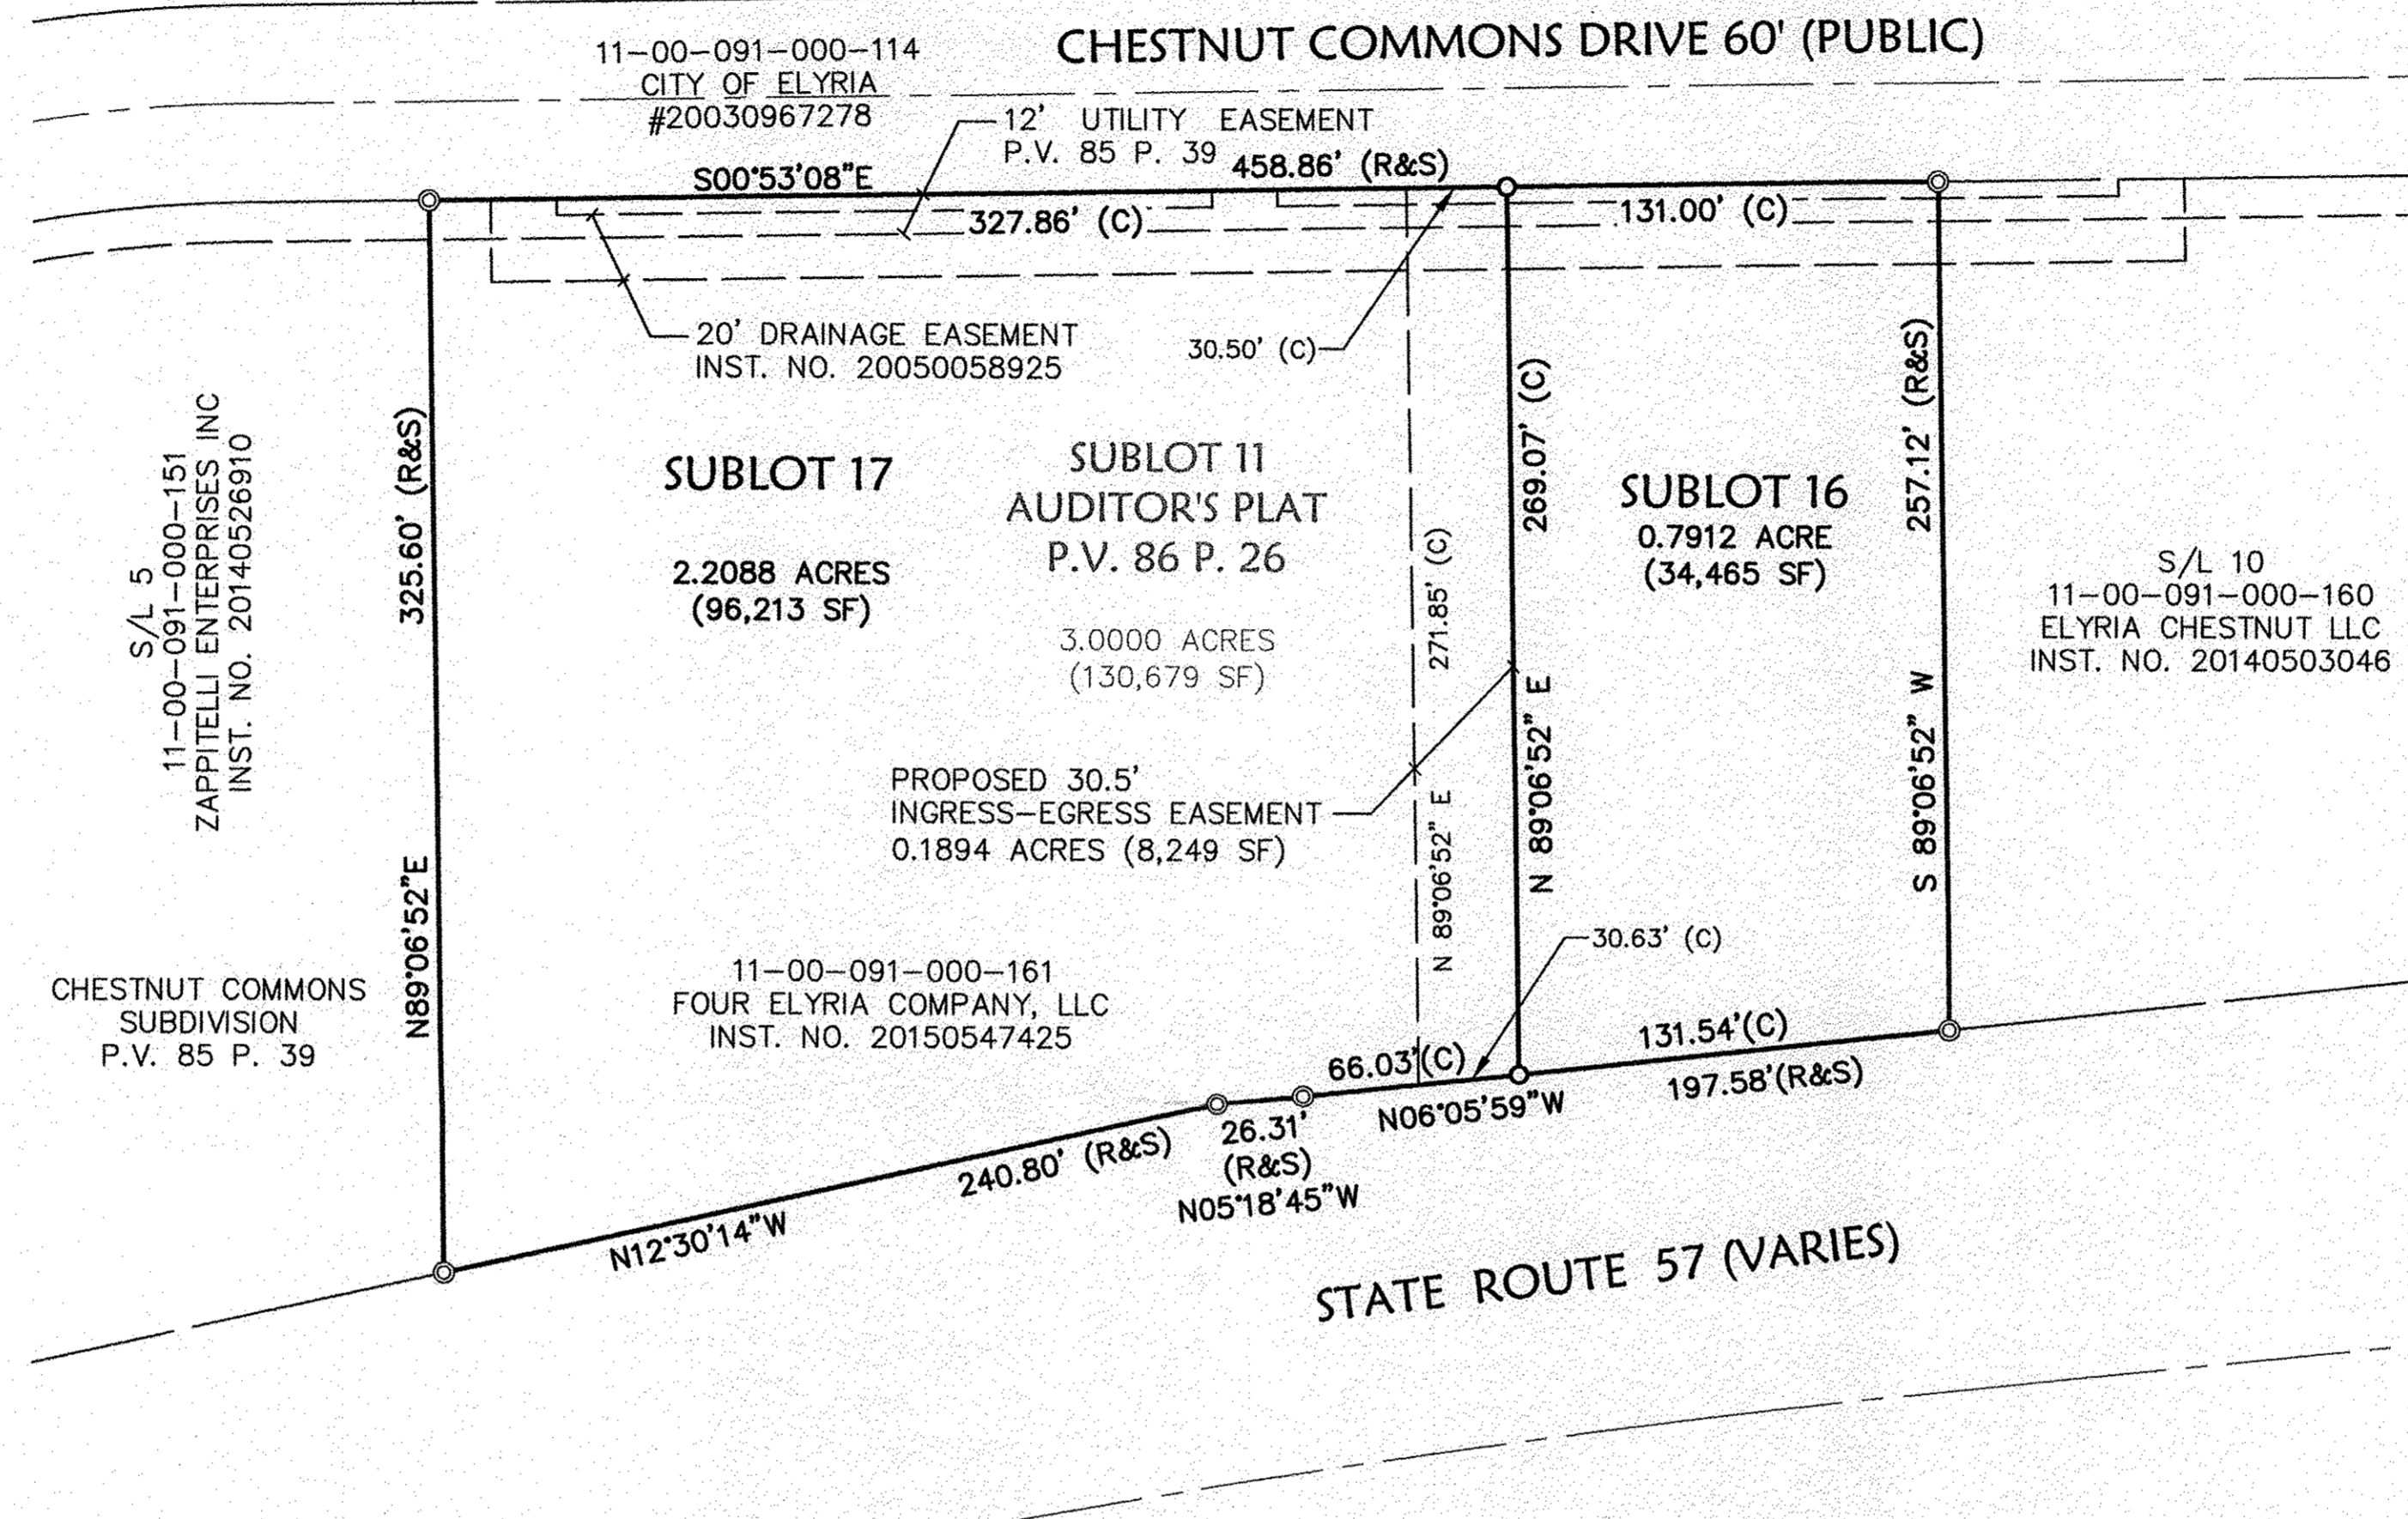 CHESTNUT COMMONS DRIVE 60' (PUBLIC)
11-00-091-000-114
CITY OF ELYRIA
#20030967278
12' UTILITY EASEMENT
P.V. 85 P. 39
S00°53'08"E
458.86' (R&S)
327.86' (C)
131.00' (C)
20' DRAINAGE EASEMENT
INST. NO. 20050058925
30.50' (C)
S/L 5
11-00-091-000-151
ZAPPITELLI ENTERPRISES INC
INST. NO. 20140526910
325.60' (R&S)
N89°06'52"E
SUBLOT 17
2.2088 ACRES
(96,213 SF)
SUBLOT 11
AUDITOR'S PLAT
P.V. 86 P. 26
3.0000 ACRES
(130,679 SF)
271.85' (C)
N 89°06'52" E
269.07' (C)
N 89°06'52" E
SUBLOT 16
0.7912 ACRE
(34,465 SF)
257.12' (R&S)
S 89°06'52" W
S/L 10
11-00-091-000-160
ELYRIA CHESTNUT LLC
INST. NO. 20140503046
PROPOSED 30.5'
INGRESS-EGRESS EASEMENT
0.1894 ACRES (8,249 SF)
30.63' (C)
CHESTNUT COMMONS
SUBDIVISION
P.V. 85 P. 39
11-00-091-000-161
FOUR ELYRIA COMPANY, LLC
INST. NO. 20150547425
66.03'(C)
131.54'(C)
197.58'(R&S)
N06°05'59"W
26.31'
(R&S)
N05°18'45"W
240.80' (R&S)
N12°30'14"W
STATE ROUTE 57 (VARIES)